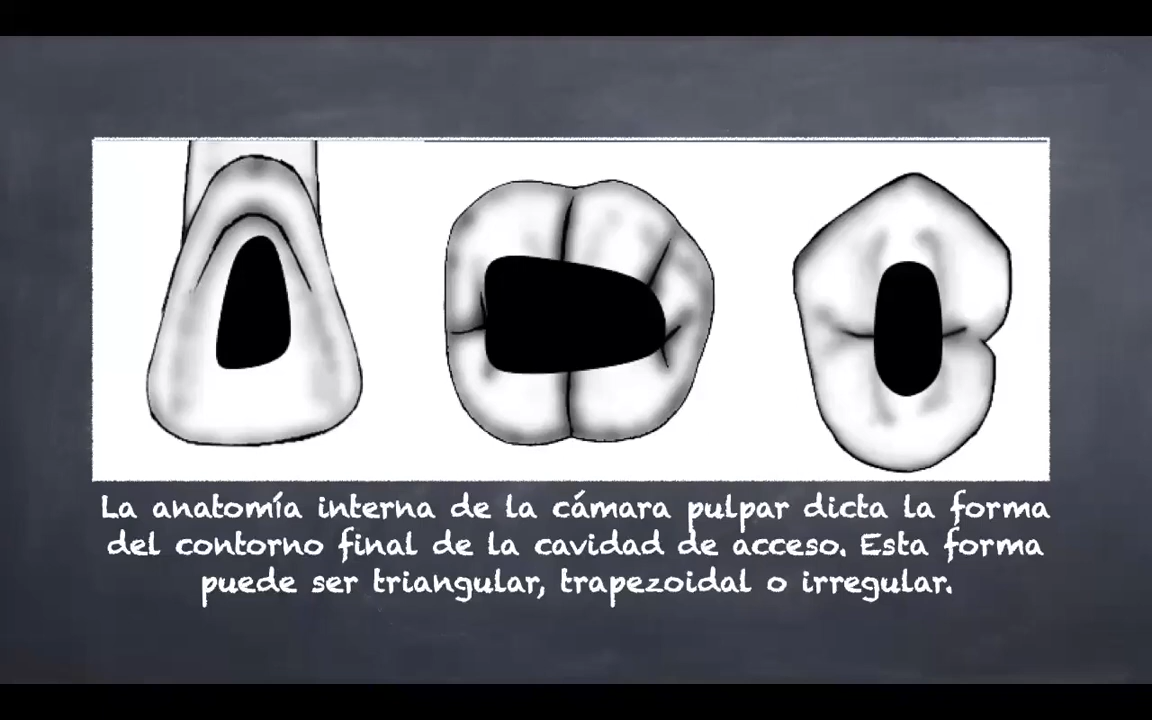 La anatomía interna de la cámara pulpar dicta la forma
del contorno final de la cavidad de acceso. Esta forma
puede ser triangular, trapezoidal o irregular.